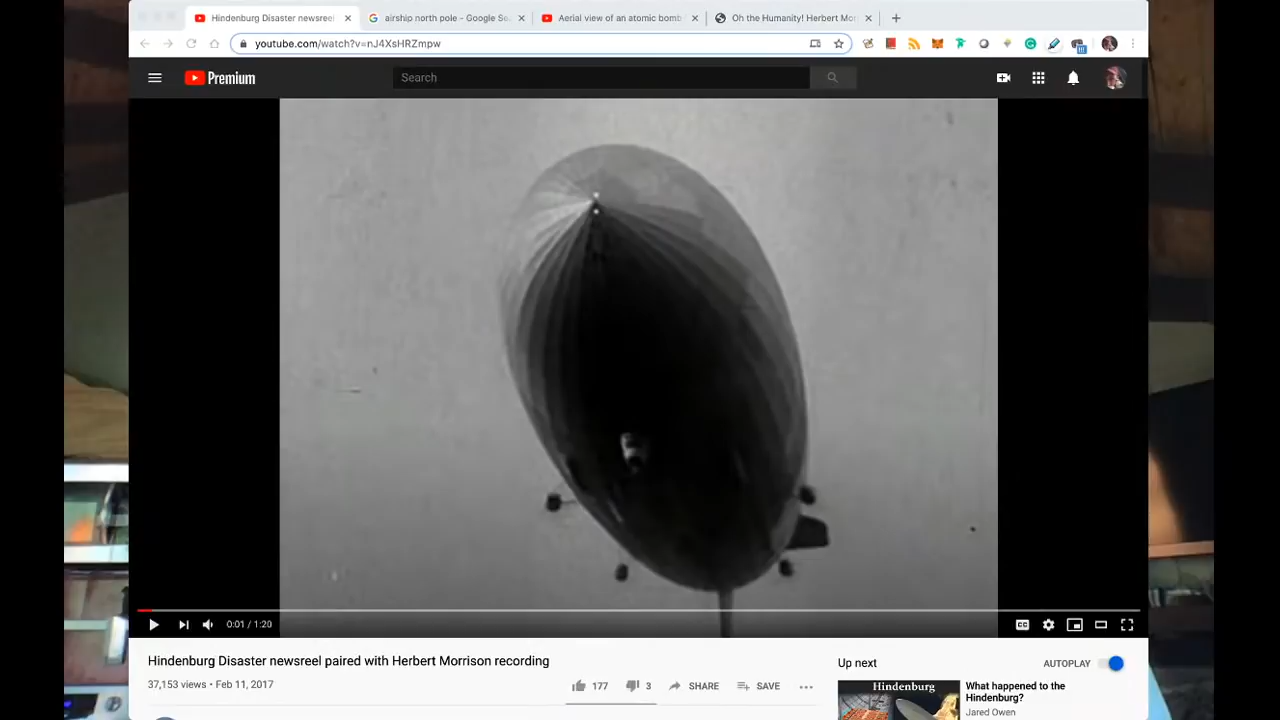 Hindenburg Disaster newsreel
airship north pole - Google Se
Aerial view of an atomic bomb
Oh the Humanity! Herbert Mor
youtube.com/watch?v=nJ4XsHRZmpw
Premium
Search
0:01 / 1:20
CC
Hindenburg Disaster newsreel paired with Herbert Morrison recording
37,153 views • Feb 11, 2017
177
3
SHARE
SAVE
Up next
AUTOPLAY
Hindenburg
What happened to the
Hindenburg?
Jared Owen